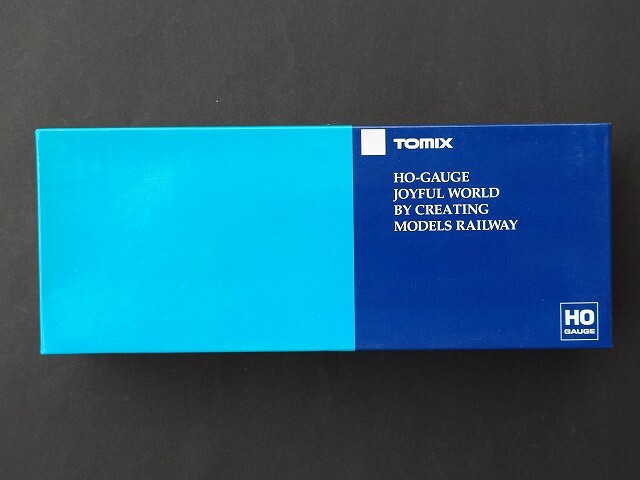 TOMIX
HO-GAUGE
JOYFUL WORLD
BY CREATING
MODELS RAILWAY
HO
GAUGE